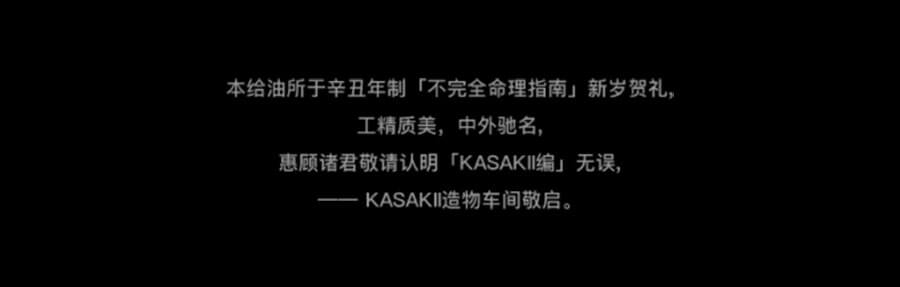 本给油所于辛丑年制「不完全命理指南」新岁贺礼,
工精质美，中外驰名,
惠顾诸君敬请认明「KASAKII编」无误,
—— KASAKII造物车间敬启。